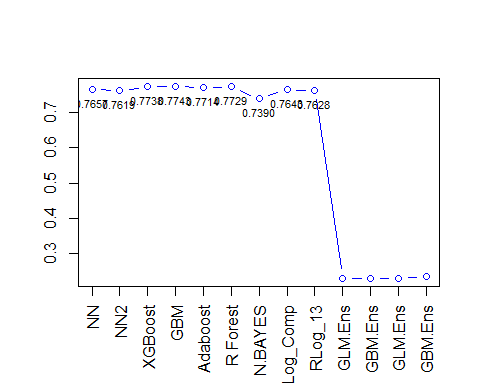 0.7
0.6
0.5
0.4
0.3
0.7657
0.7619
0.7738
0.7743
0.7714
0.7729
0.7390
0.7643
0.7628
NN
NN2
XGBoost
GBM
Adaboost
R Forest
N.BAYES
Log_Comp
RLog_13
GLM.Ens
GBM.Ens
GLM.Ens
GBM.Ens